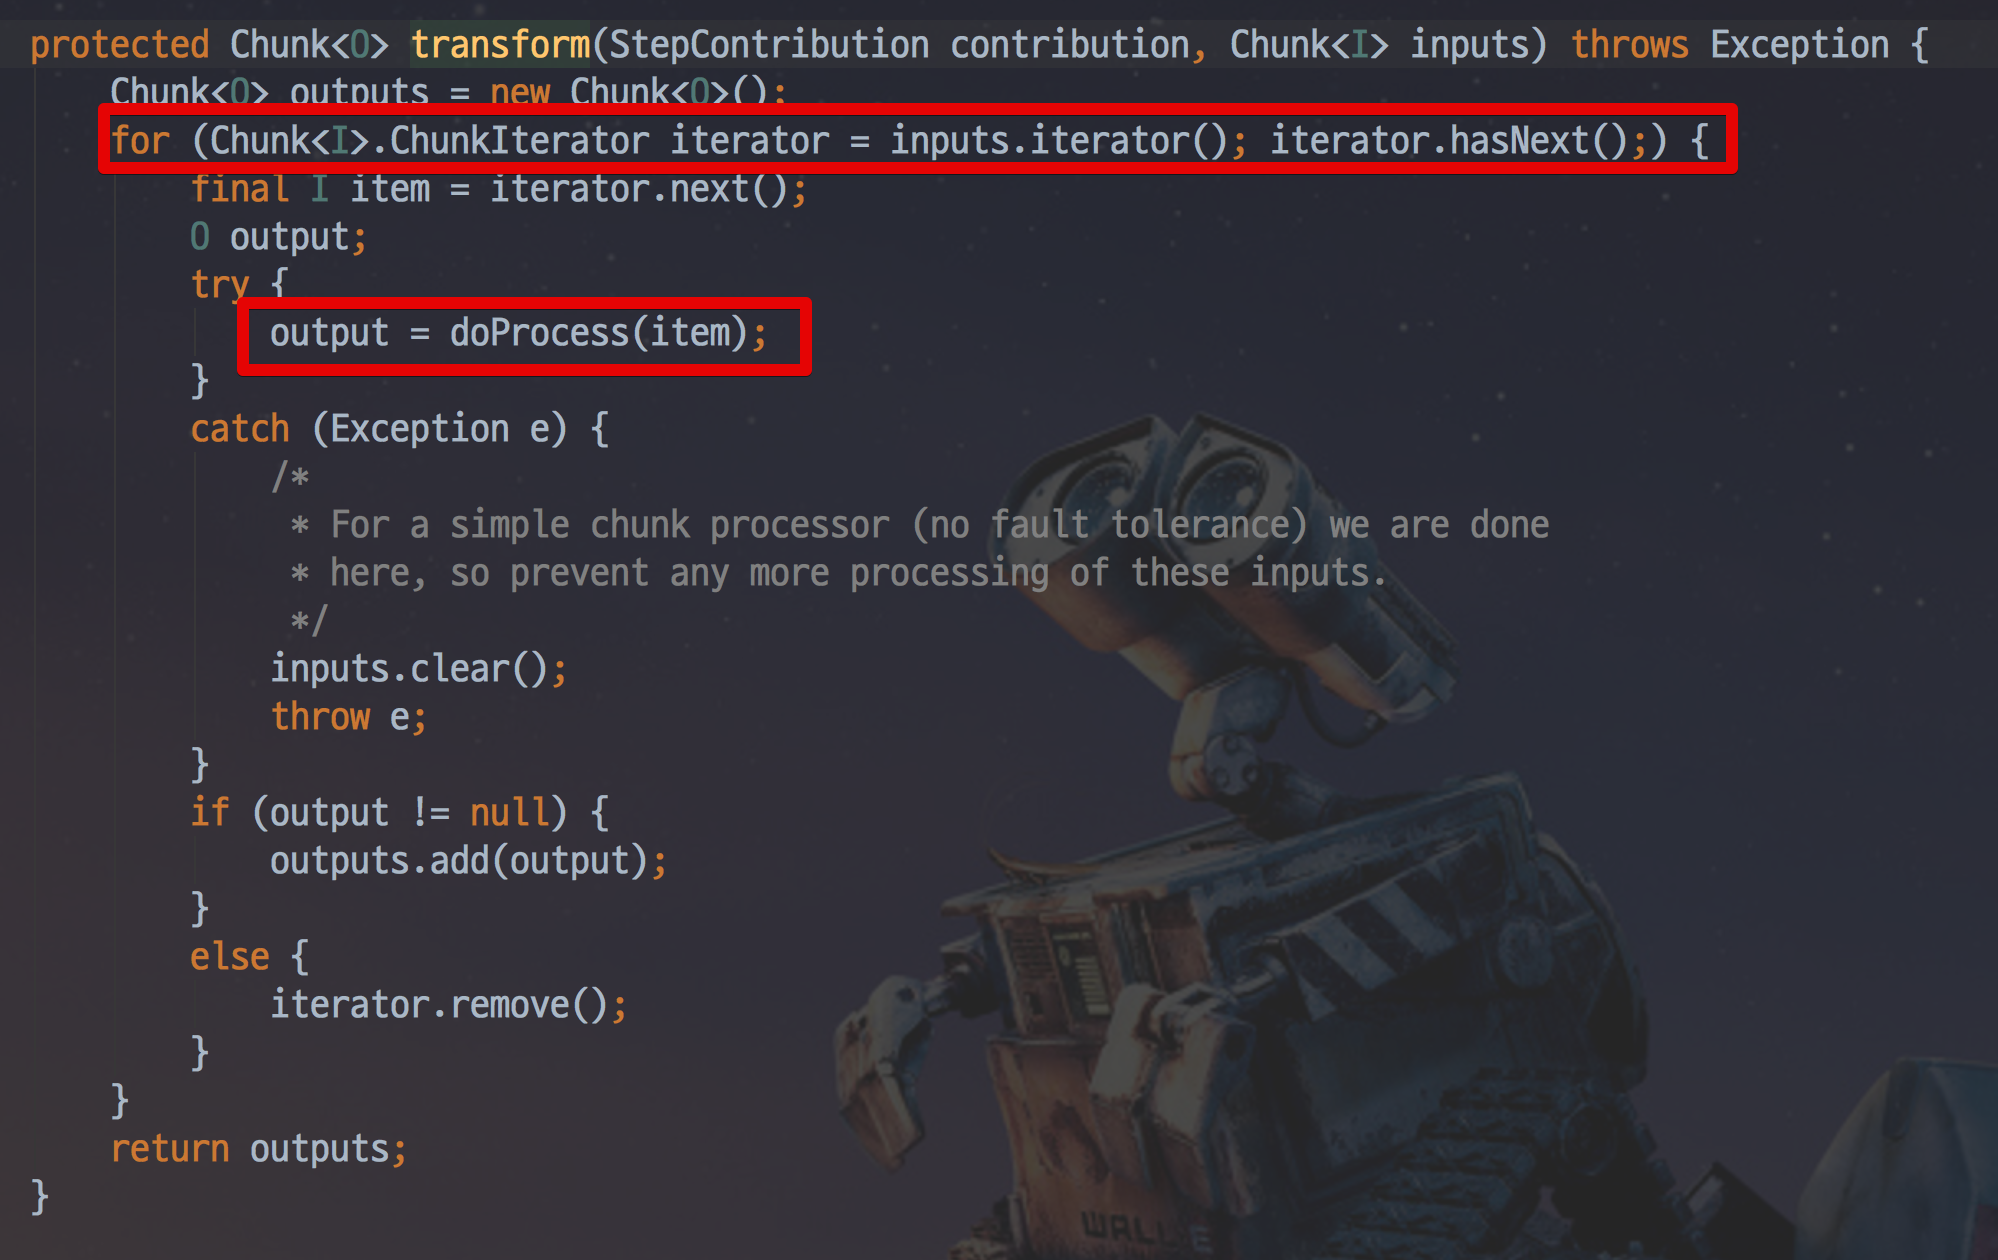 protected Chunk<O> transform(StepContribution contribution, Chunk<I> inputs) throws Exception {
    Chunk<O> outputs = new Chunk<O>();
    for (Chunk<I>.ChunkIterator iterator = inputs.iterator(); iterator.hasNext();) {
        final I item = iterator.next();
        O output;
        try {
            output = doProcess(item);
        }
        catch (Exception e) {
            /*
             * For a simple chunk processor (no fault tolerance) we are done
             * here, so prevent any more processing of these inputs.
             */
            inputs.clear();
            throw e;
        }
        if (output != null) {
            outputs.add(output);
        }
        else {
            iterator.remove();
        }
    }
    return outputs;
}
WALL E